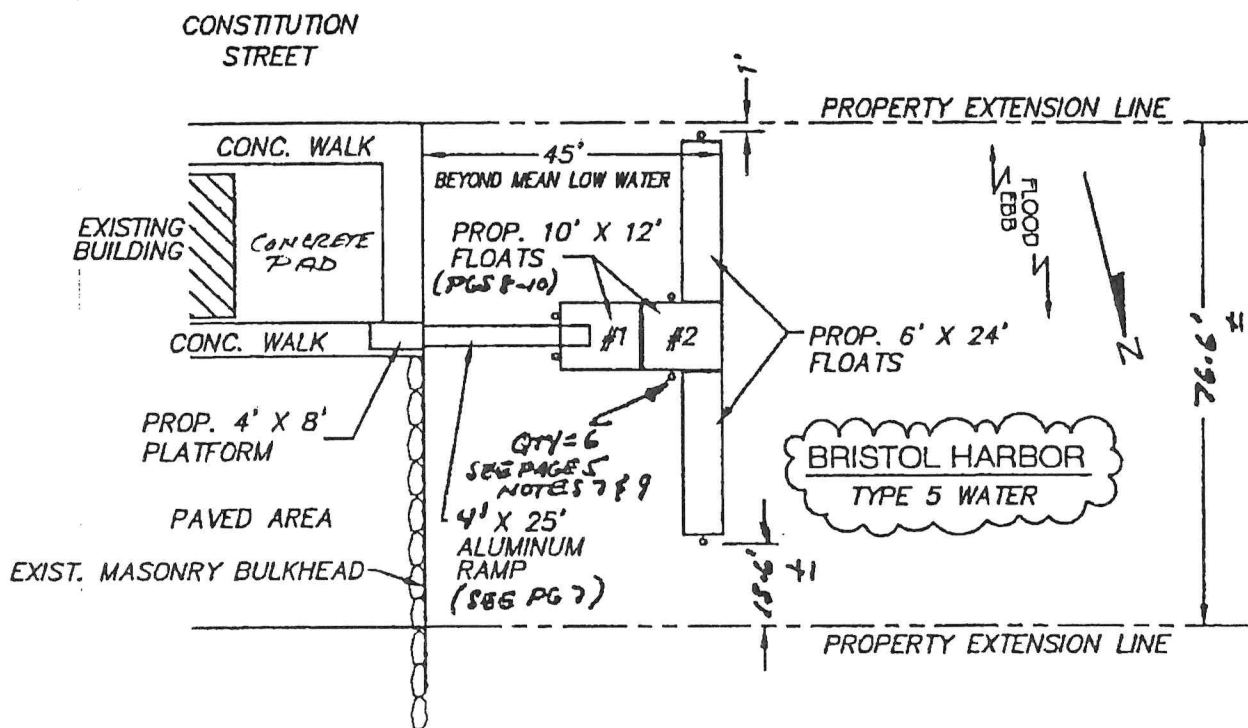 CONSTITUTION
STREET
1'
PROPERTY EXTENSION LINE
CONC. WALK
45'
BEYOND MEAN LOW WATER
FLOOD
EBB
EXISTING
BUILDING
CONCRETE
PAD
PROP. 10' X 12'
FLOATS
(PGS 8-10)
#1
#2
CONC. WALK
PROP. 6' X 24'
FLOATS
Z
76.6'
±
PROP. 4' X 8'
PLATFORM
QTY=6
SEE PAGE 5
NOTES 7 & 9
BRISTOL HARBOR
TYPE 5 WATER
PAVED AREA
4' X 25'
ALUMINUM
RAMP
(SEE PG 7)
EXIST. MASONRY BULKHEAD
±
PROPERTY EXTENSION LINE